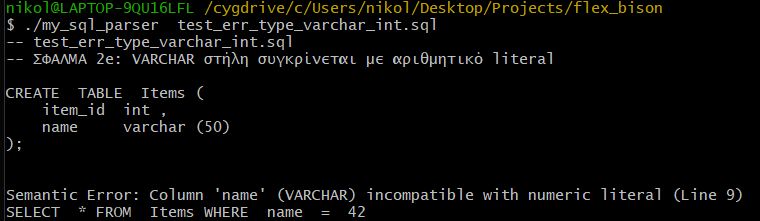 nikol@LAPTOP-9QUI6LFL /cygdrive/c/Users/nikol/Desktop/Projects/flex_bison
$ ./my_sql_parser  test_err_type_varchar_int.sql
-- test_err_type_varchar_int.sql
-- ΣΦΑΛΜΑ 2e: VARCHAR στήλη συγκρίνεται με αριθμητικό literal
CREATE  TABLE  Items (
    item_id  int ,
    name     varchar (50)
);
Semantic Error: Column 'name' (VARCHAR) incompatible with numeric literal (Line 9)
SELECT  * FROM  Items WHERE  name  =  42